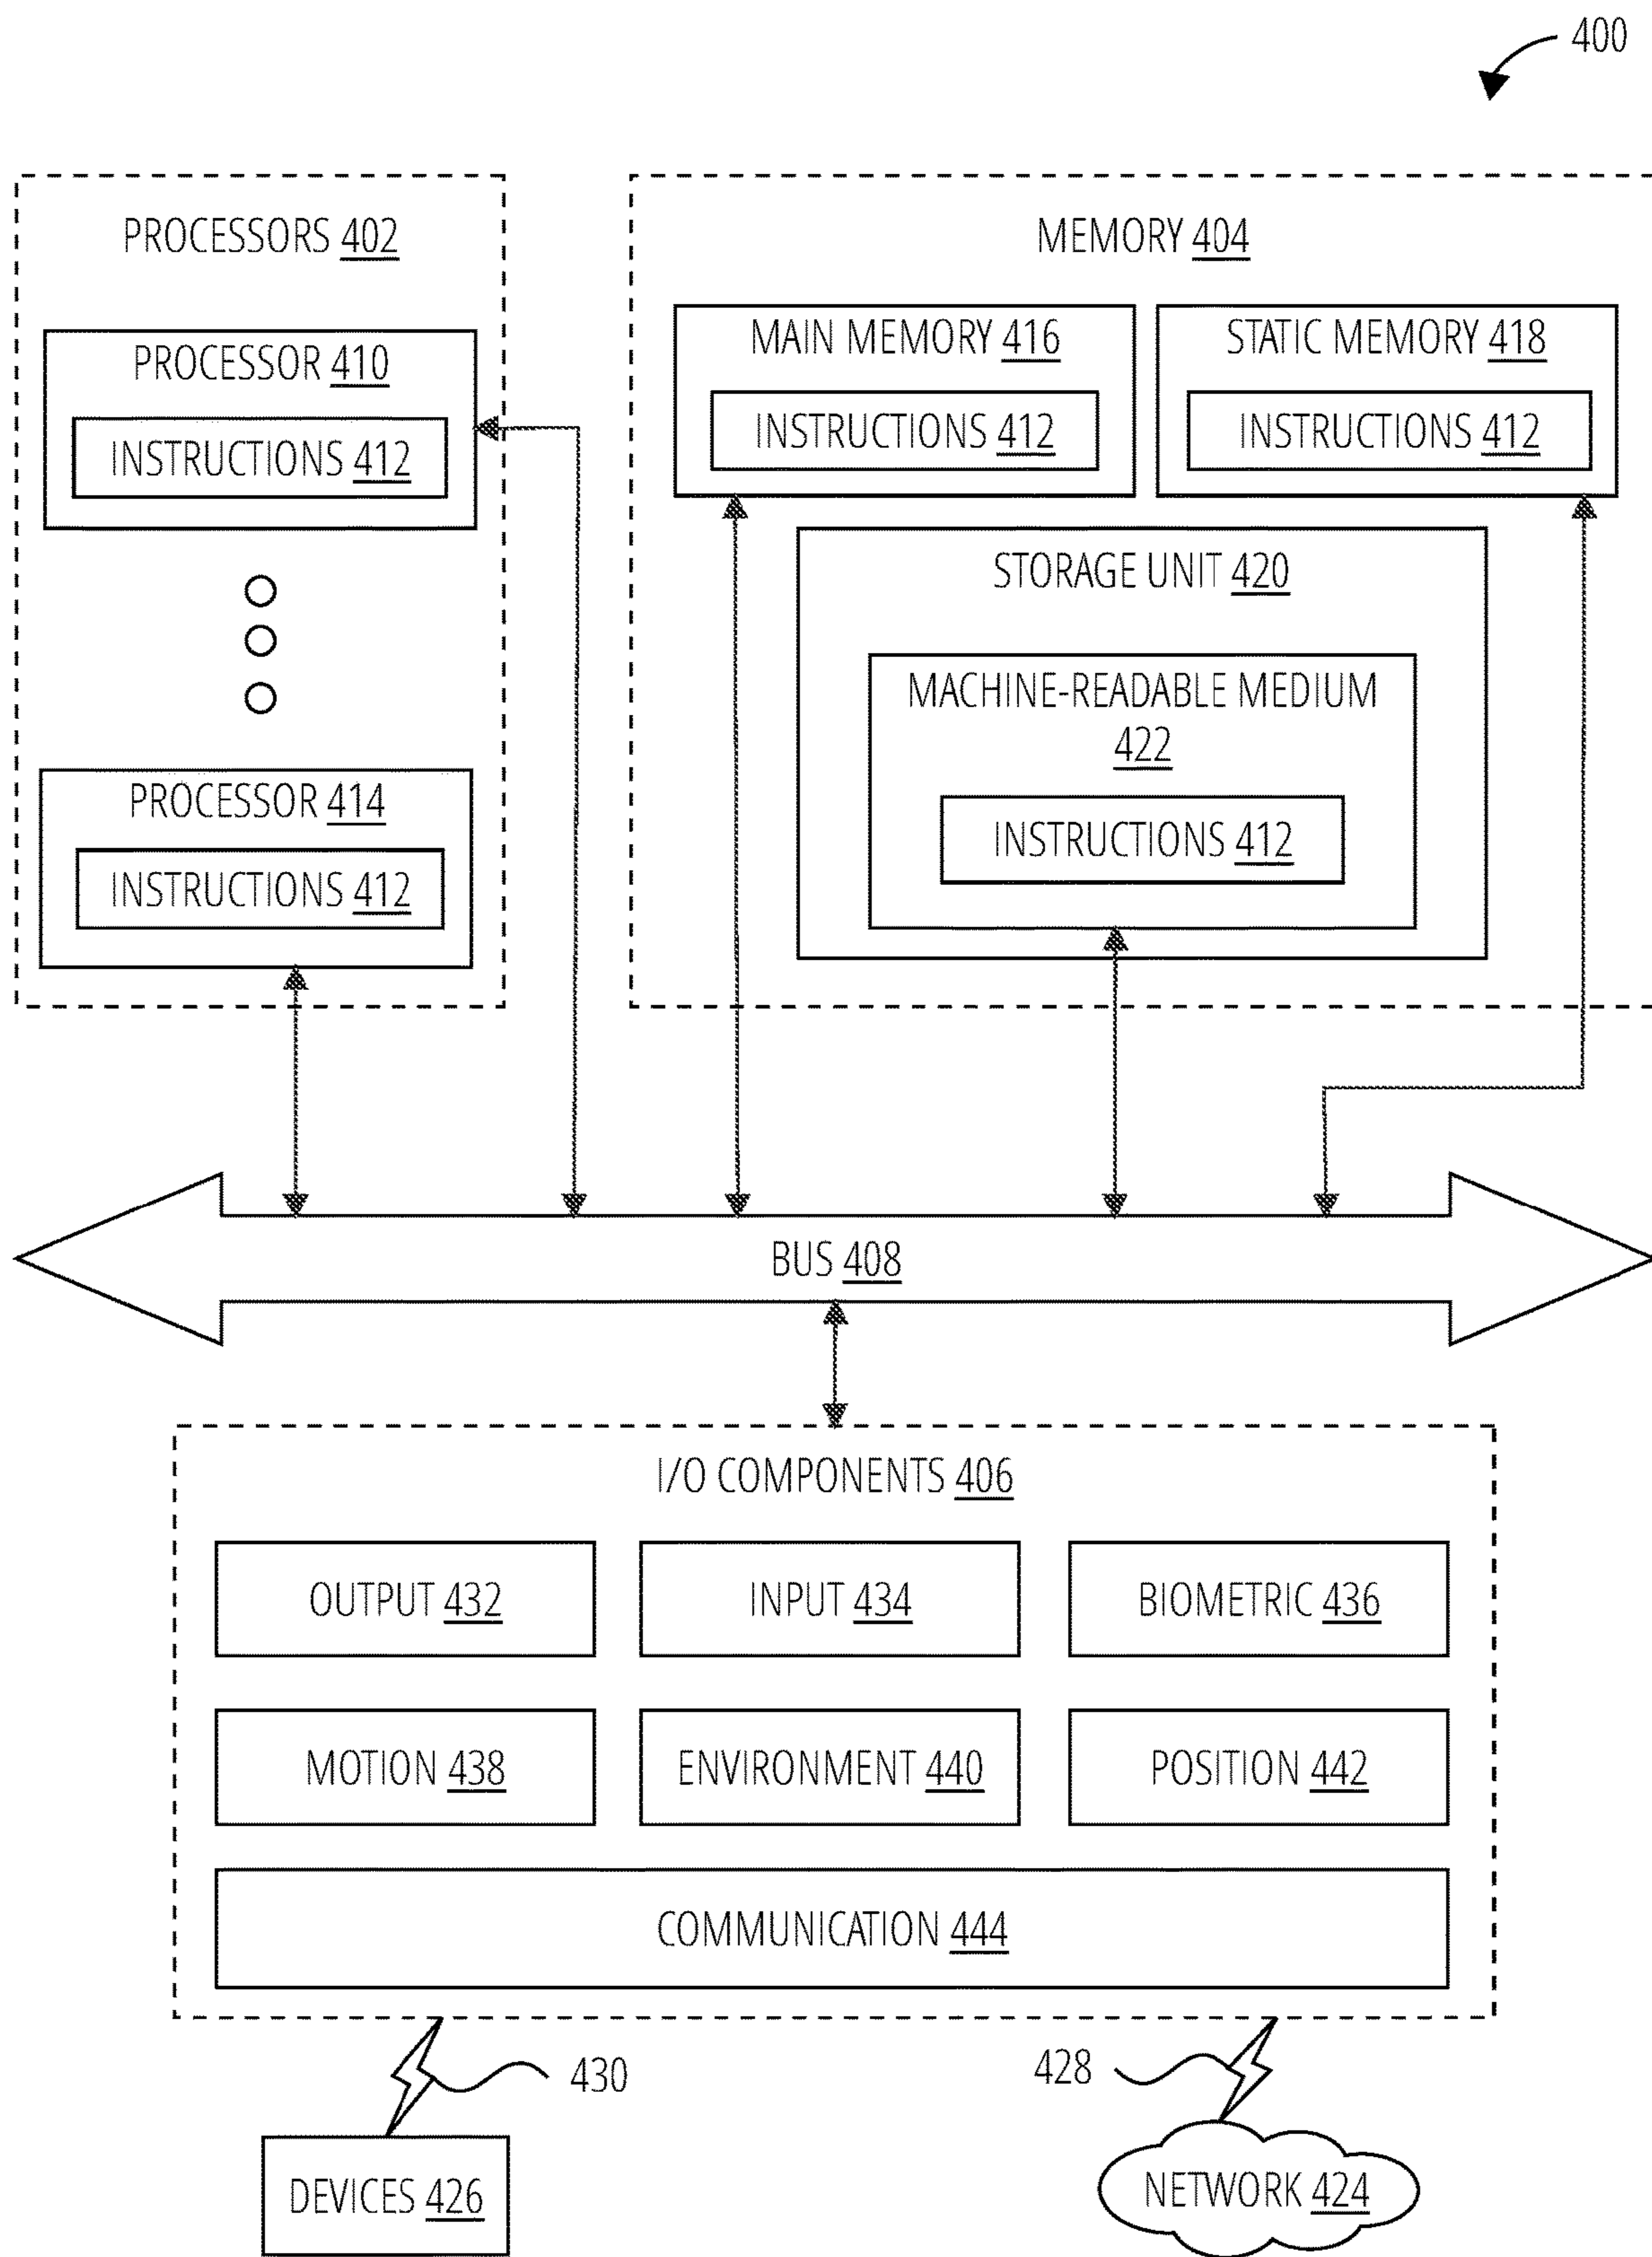 400
PROCESSORS 402
PROCESSOR 410
INSTRUCTIONS 412
PROCESSOR 414
INSTRUCTIONS 412
MEMORY 404
MAIN MEMORY 416
INSTRUCTIONS 412
STATIC MEMORY 418
INSTRUCTIONS 412
STORAGE UNIT 420
MACHINE-READABLE MEDIUM
422
INSTRUCTIONS 412
BUS 408
I/O COMPONENTS 406
OUTPUT 432
INPUT 434
BIOMETRIC 436
MOTION 438
ENVIRONMENT 440
POSITION 442
COMMUNICATION 444
430
428
DEVICES 426
NETWORK 424